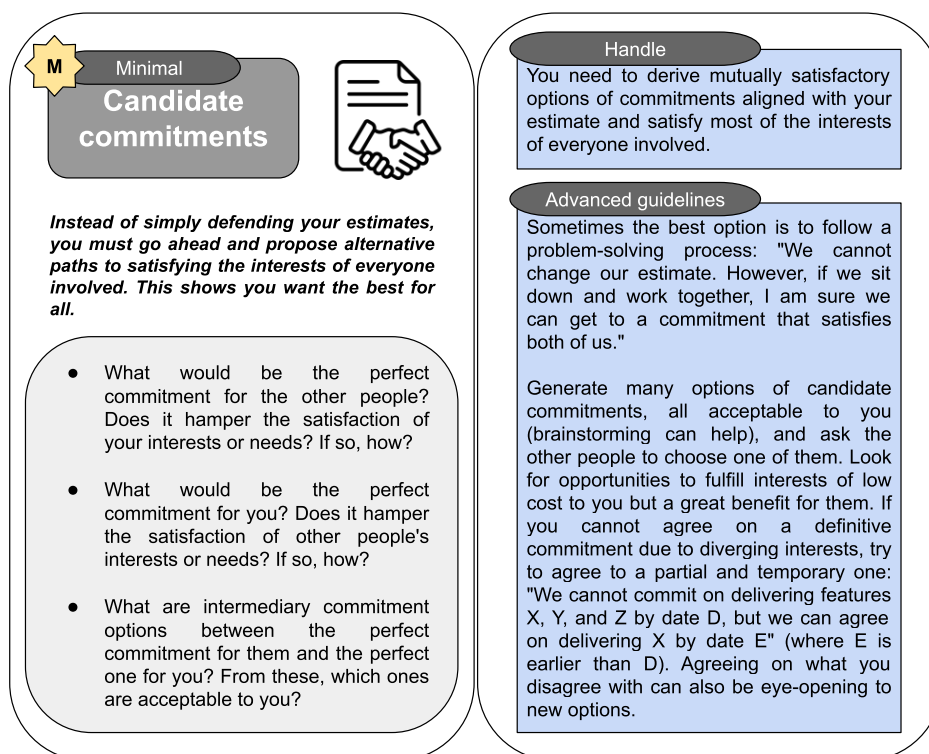 M
Minimal
Candidate
commitments
Instead of simply defending your estimates,
you must go ahead and propose alternative
paths to satisfying the interests of everyone
involved. This shows you want the best for
all.
● What would be the perfect
commitment for the other people?
Does it hamper the satisfaction of
your interests or needs? If so, how?
● What would be the perfect
commitment for you? Does it hamper
the satisfaction of other people's
interests or needs? If so, how?
● What are intermediary commitment
options between the perfect
commitment for them and the perfect
one for you? From these, which ones
are acceptable to you?
Handle
You need to derive mutually satisfactory
options of commitments aligned with your
estimate and satisfy most of the interests
of everyone involved.
Advanced guidelines
Sometimes the best option is to follow a
problem-solving process: "We cannot
change our estimate. However, if we sit
down and work together, I am sure we
can get to a commitment that satisfies
both of us."
Generate many options of candidate
commitments, all acceptable to you
(brainstorming can help), and ask the
other people to choose one of them. Look
for opportunities to fulfill interests of low
cost to you but a great benefit for them. If
you cannot agree on a definitive
commitment due to diverging interests, try
to agree to a partial and temporary one:
"We cannot commit on delivering features
X, Y, and Z by date D, but we can agree
on delivering X by date E" (where E is
earlier than D). Agreeing on what you
disagree with can also be eye-opening to
new options.